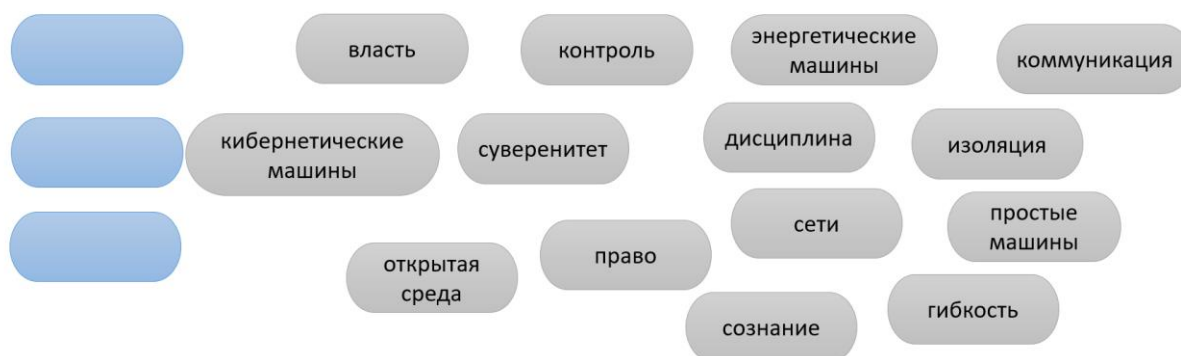 власть
контроль
энергетические
машины
коммуникация
кибернетические
машины
суверенитет
дисциплина
изоляция
сети
простые
машины
открытая
среда
право
сознание
гибкость